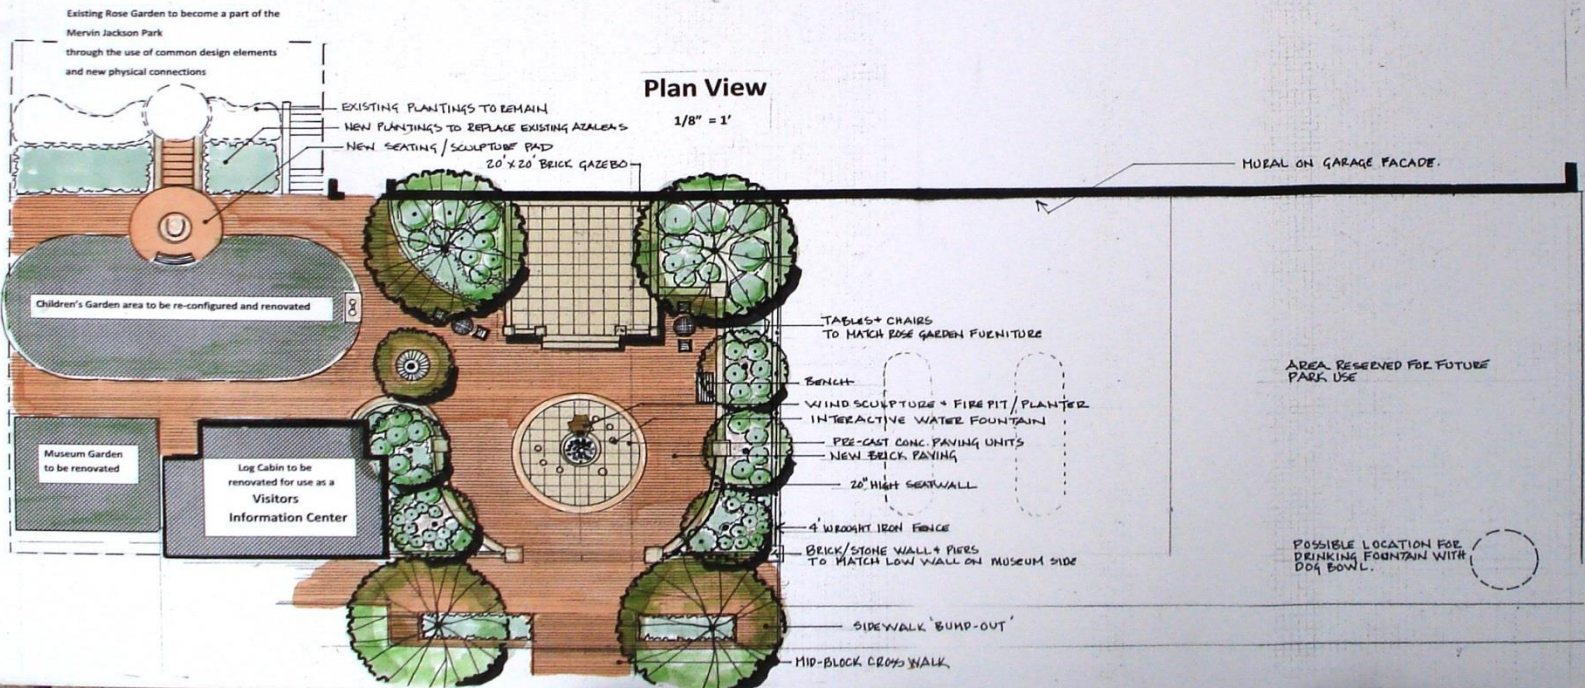 Existing Rose Garden to become a part of the
Mervin Jackson Park
through the use of common design elements
and new physical connections
Plan View
1/8" = 1'
EXISTING PLANTINGS TO REMAIN
NEW PLANTINGS TO REPLACE EXISTING AZALEAS
NEW SEATING/SCULPTURE PAD
20'X20' BRICK GAZEBO
MURAL ON GARAGE FACADE.
Children's Garden area to be re-configured and renovated
TABLES + CHAIRS
TO MATCH ROSE GARDEN FURNITURE
AREA RESERVED FOR FUTURE
PARK USE
BENCH
WIND SCULPTURE + FIRE PIT/PLANTER
INTERACTIVE WATER FOUNTAIN
PRE-CAST CONC. PAVING UNITS
NEW BRICK PAVING
Museum Garden
to be renovated
Log Cabin to be
renovated for use as a
Visitors
Information Center
20" HIGH SEATWALL
4' WROUGHT IRON FENCE
BRICK/STONE WALL + PIERS
TO MATCH LOW WALL ON MUSEUM SIDE
POSSIBLE LOCATION FOR
DRINKING FOUNTAIN WITH
DOG BOWL.
SIDEWALK 'BUMP-OUT'
MID-BLOCK CROSS WALK